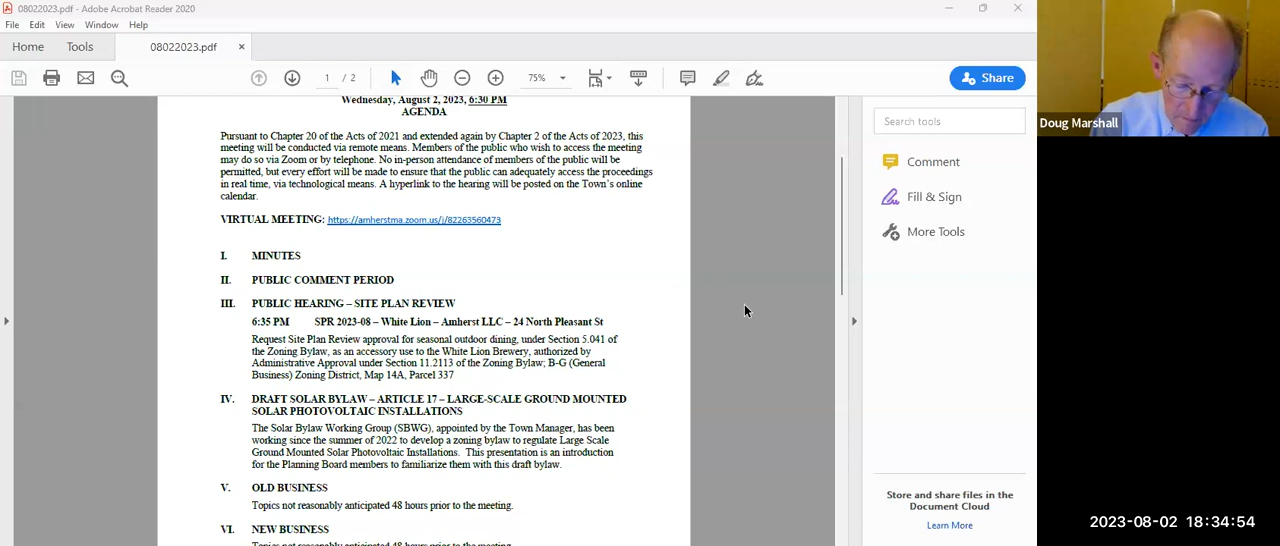 08022023.pdf - Adobe Acrobat Reader 2020
File Edit View Window Help
Home Tools 08022023.pdf ×
1 / 2 75% Share
Wednesday, August 2, 2023, 6:30 PM
AGENDA
Pursuant to Chapter 20 of the Acts of 2021 and extended again by Chapter 2 of the Acts of 2023, this
meeting will be conducted via remote means. Members of the public who wish to access the meeting
may do so via Zoom or by telephone. No in-person attendance of members of the public will be
permitted, but every effort will be made to ensure that the public can adequately access the proceedings
in real time, via technological means. A hyperlink to the hearing will be posted on the Town's online
calendar.
VIRTUAL MEETING: https://amherstma.zoom.us/j/82263560473
I. MINUTES
II. PUBLIC COMMENT PERIOD
III. PUBLIC HEARING – SITE PLAN REVIEW
6:35 PM SPR 2023-08 – White Lion – Amherst LLC – 24 North Pleasant St
Request Site Plan Review approval for seasonal outdoor dining, under Section 5.041 of
the Zoning Bylaw, as an accessory use to the White Lion Brewery, authorized by
Administrative Approval under Section 11.2113 of the Zoning Bylaw; B-G (General
Business) Zoning District, Map 14A, Parcel 337
IV. DRAFT SOLAR BYLAW – ARTICLE 17 – LARGE-SCALE GROUND MOUNTED
SOLAR PHOTOVOLTAIC INSTALLATIONS
The Solar Bylaw Working Group (SBWG), appointed by the Town Manager, has been
working since the summer of 2022 to develop a zoning bylaw to regulate Large Scale
Ground Mounted Solar Photovoltaic Installations. This presentation is an introduction
for the Planning Board members to familiarize them with this draft bylaw.
V. OLD BUSINESS
Topics not reasonably anticipated 48 hours prior to the meeting.
VI. NEW BUSINESS
Topics not reasonably anticipated 48 hours prior to the meeting.
Search tools
Comment
Fill & Sign
More Tools
Store and share files in the
Document Cloud
Learn More
Doug Marshall
2023-08-02 18:34:54